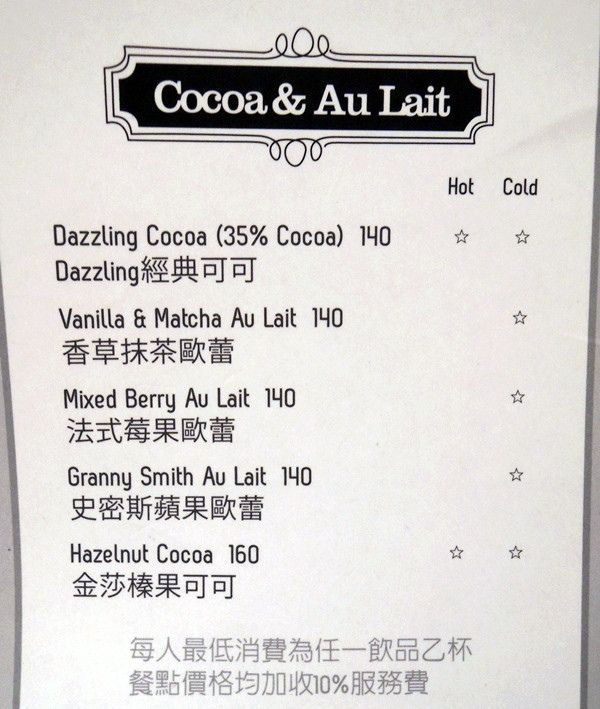 Cocoa & Au Lait
Hot Cold
Dazzling Cocoa (35% Cocoa) 140 ☆ ☆
Dazzling經典可可
Vanilla & Matcha Au Lait 140 ☆
香草抹茶歐蕾
Mixed Berry Au Lait 140 ☆
法式莓果歐蕾
Granny Smith Au Lait 140 ☆
史密斯蘋果歐蕾
Hazelnut Cocoa 160 ☆ ☆
金莎榛果可可
每人最低消費為任一飲品乙杯
餐點價格均加收10%服務費